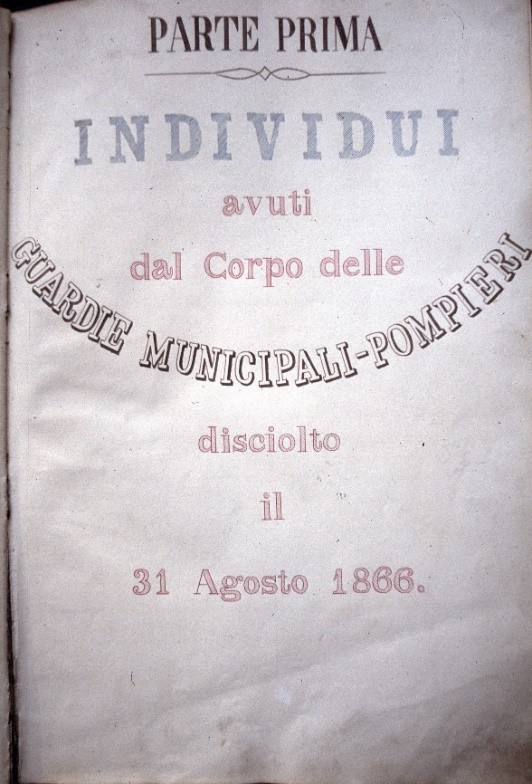 PARTE PRIMA
INDIVIDUI
avuti
dal Corpo delle
GUARDIE MUNICIPALI-POMPIERI
disciolto
il
31 Agosto 1866.